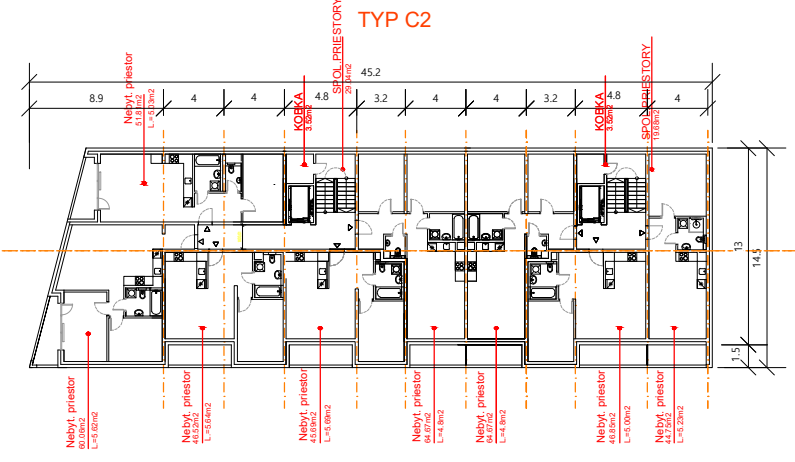 TYP C2
45.2
8.9
4
4
4.8
3.2
4
4
3.2
4.8
4
Nebyt. priestor
51.81m2
L.=5.03m2
KOBKA
3.52m2
SPOL.PRIESTORY
29.04m2
KOBKA
3.52m2
SPOL.PRIESTORY
19.68m2
13
14.5
1.5
Nebyt. priestor
60.06m2
L.=5.62m2
Nebyt. priestor
46.52m2
L.=5.64m2
Nebyt. priestor
45.69m2
L.=5.69m2
Nebyt. priestor
64.67m2
L.=4.8m2
Nebyt. priestor
64.67m2
L.=4.8m2
Nebyt. priestor
46.85m2
L.=5.00m2
Nebyt. priestor
44.75m2
L.=5.23m2